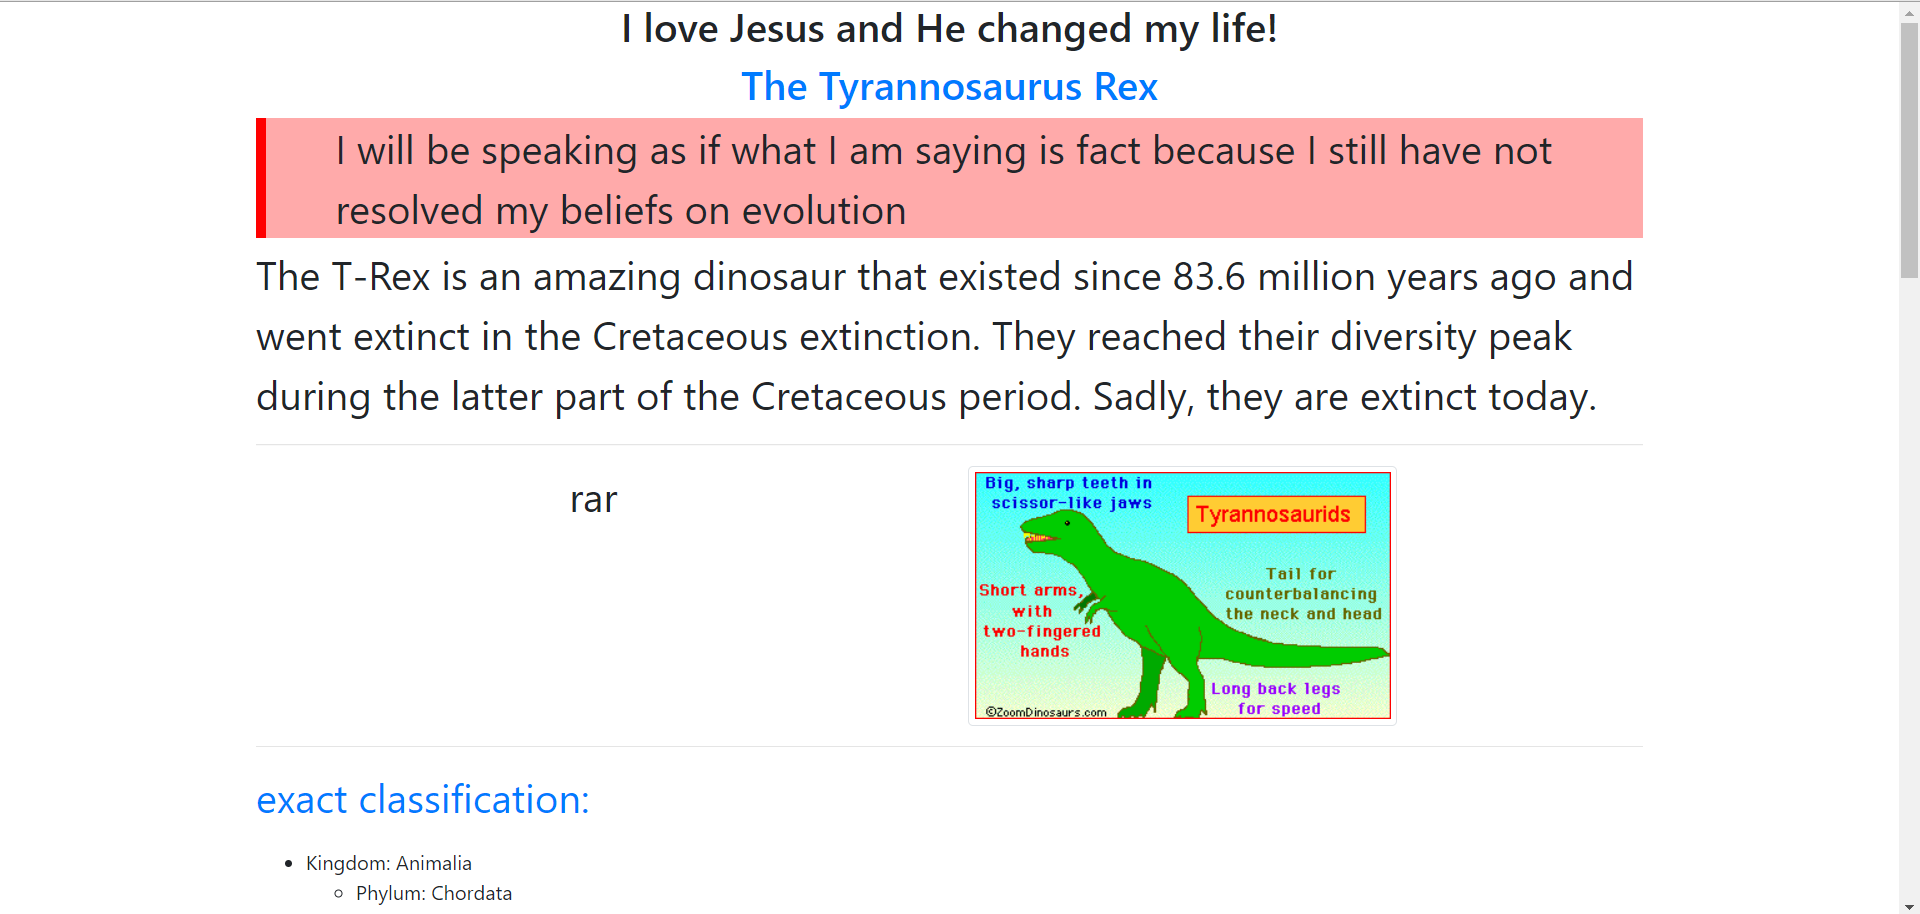 I love Jesus and He changed my life!
The Tyrannosaurus Rex
I will be speaking as if what I am saying is fact because I still have not
resolved my beliefs on evolution
The T-Rex is an amazing dinosaur that existed since 83.6 million years ago and
went extinct in the Cretaceous extinction. They reached their diversity peak
during the latter part of the Cretaceous period. Sadly, they are extinct today.
rar
Big, sharp teeth in
scissor-like jaws
Tyrannosaurids
Tail for
counterbalancing
the neck and head
Short arms,
with
two-fingered
hands
Long back legs
for speed
©ZoomDinosaurs.com
exact classification:
Kingdom: Animalia
Phylum: Chordata